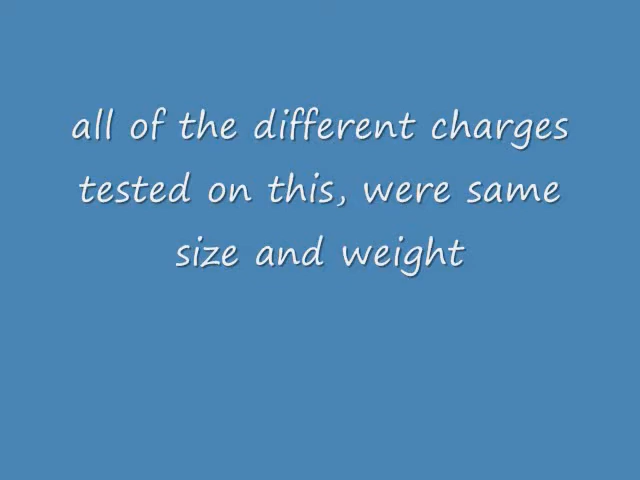 all of the different charges
tested on this, were same
size and weight